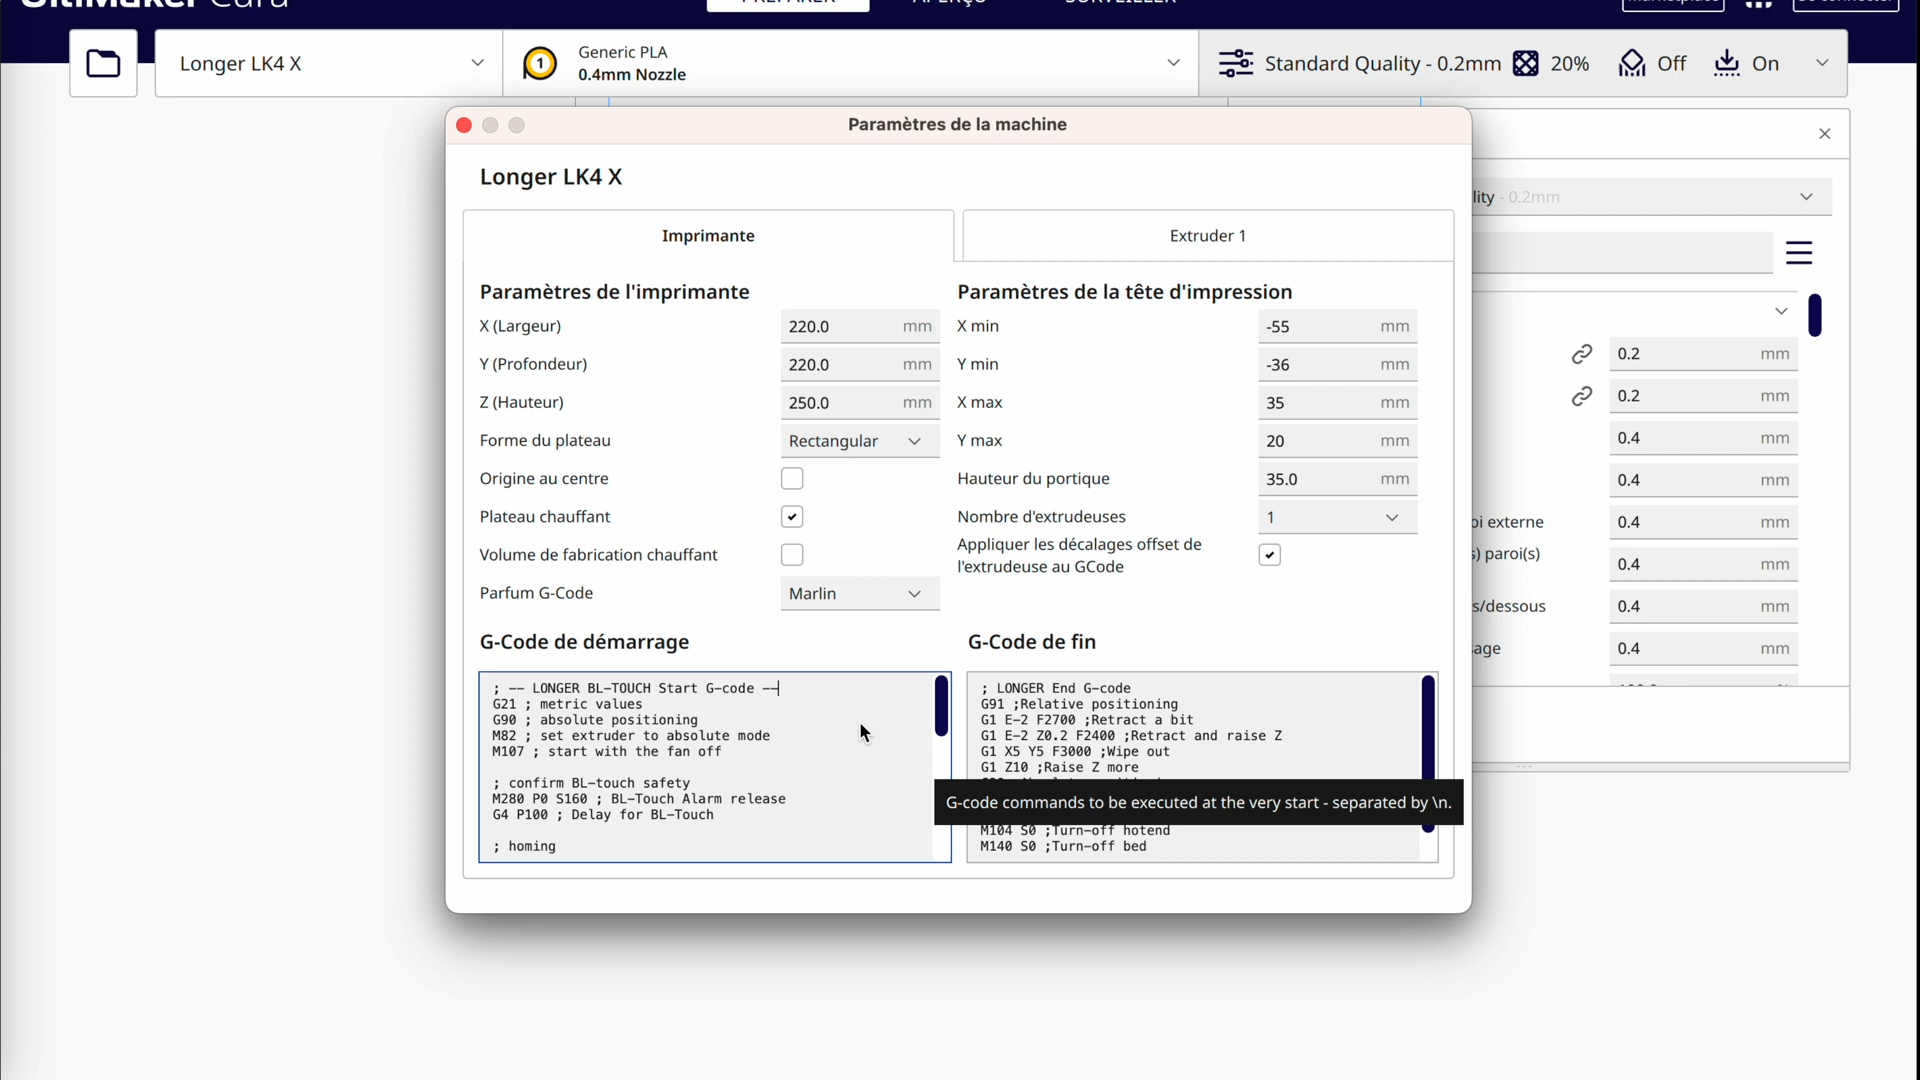 UltiMaker Cura
PRÉPARER
APERÇU
SURVEILLER
Marketplace
Longer LK4 X
1
Generic PLA
0.4mm Nozzle
Standard Quality - 0.2mm
20%
Off
On
Paramètres de la machine
Longer LK4 X
Imprimante
Extruder 1
Paramètres de l'imprimante
X (Largeur) 220.0 mm
Y (Profondeur) 220.0 mm
Z (Hauteur) 250.0 mm
Forme du plateau Rectangular
Origine au centre
Plateau chauffant
Volume de fabrication chauffant
Parfum G-Code Marlin
Paramètres de la tête d'impression
X min -55 mm
Y min -36 mm
X max 35 mm
Y max 20 mm
Hauteur du portique 35.0 mm
Nombre d'extrudeuses 1
Appliquer les décalages offset de
l'extrudeuse au GCode
G-Code de démarrage
; -- LONGER BL-TOUCH Start G-code --
G21 ; metric values
G90 ; absolute positioning
M82 ; set extruder to absolute mode
M107 ; start with the fan off
; confirm BL-touch safety
M280 P0 S160 ; BL-Touch Alarm release
G4 P100 ; Delay for BL-Touch
; homing
G-Code de fin
; LONGER End G-code
G91 ;Relative positioning
G1 E-2 F2700 ;Retract a bit
G1 E-2 Z0.2 F2400 ;Retract and raise Z
G1 X5 Y5 F3000 ;Wipe out
G1 Z10 ;Raise Z more
G-code commands to be executed at the very start - separated by \n.
M104 S0 ;Turn-off hotend
M140 S0 ;Turn-off bed
lity - 0.2mm
0.2 mm
0.2 mm
0.4 mm
0.4 mm
oi externe 0.4 mm
s) paroi(s) 0.4 mm
s/dessous 0.4 mm
age 0.4 mm